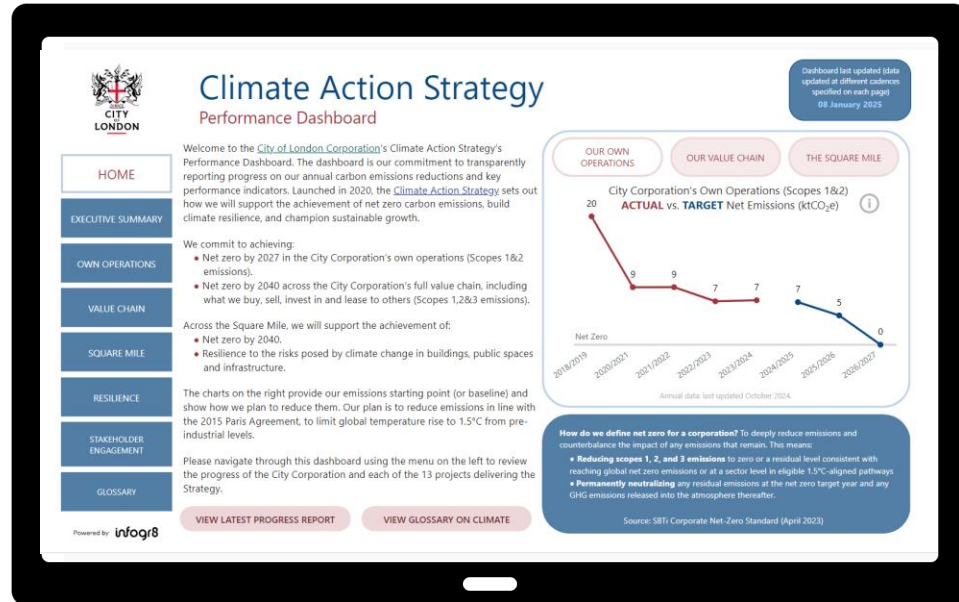 CITY
OF
LONDON
Climate Action Strategy
Performance Dashboard
Dashboard last updated (data
updated at different cadences
specified on each page)
08 January 2025
HOME
EXECUTIVE SUMMARY
OWN OPERATIONS
VALUE CHAIN
SQUARE MILE
RESILIENCE
STAKEHOLDER
ENGAGEMENT
GLOSSARY
Powered by infogr8
Welcome to the City of London Corporation's Climate Action Strategy's
Performance Dashboard. The dashboard is our commitment to transparently
reporting progress on our annual carbon emissions reductions and key
performance indicators. Launched in 2020, the Climate Action Strategy sets out
how we will support the achievement of net zero carbon emissions, build
climate resilience, and champion sustainable growth.
We commit to achieving:
• Net zero by 2027 in the City Corporation's own operations (Scopes 1&2
emissions).
• Net zero by 2040 across the City Corporation's full value chain, including
what we buy, sell, invest in and lease to others (Scopes 1,2&3 emissions).
Across the Square Mile, we will support the achievement of:
• Net zero by 2040.
• Resilience to the risks posed by climate change in buildings, public spaces
and infrastructure.
The charts on the right provide our emissions starting point (or baseline) and
show how we plan to reduce them. Our plan is to reduce emissions in line with
the 2015 Paris Agreement, to limit global temperature rise to 1.5°C from pre-
industrial levels.
Please navigate through this dashboard using the menu on the left to review
the progress of the City Corporation and each of the 13 projects delivering the
Strategy.
VIEW LATEST PROGRESS REPORT
VIEW GLOSSARY ON CLIMATE
OUR OWN
OPERATIONS
OUR VALUE CHAIN
THE SQUARE MILE
City Corporation's Own Operations (Scopes 1&2)
ACTUAL vs. TARGET Net Emissions (ktCO₂e)
i
20
9
9
7
7
7
5
0
Net Zero
2018/2019
2020/2021
2021/2022
2022/2023
2023/2024
2024/2025
2025/2026
2026/2027
Annual data: last updated October 2024.
How do we define net zero for a corporation? To deeply reduce emissions and
counterbalance the impact of any emissions that remain. This means:
• Reducing scopes 1, 2, and 3 emissions to zero or a residual level consistent with
reaching global net zero emissions or at a sector level in eligible 1.5°C-aligned pathways
• Permanently neutralizing any residual emissions at the net zero target year and any
GHG emissions released into the atmosphere thereafter.
Source: SBTi Corporate Net-Zero Standard (April 2023)